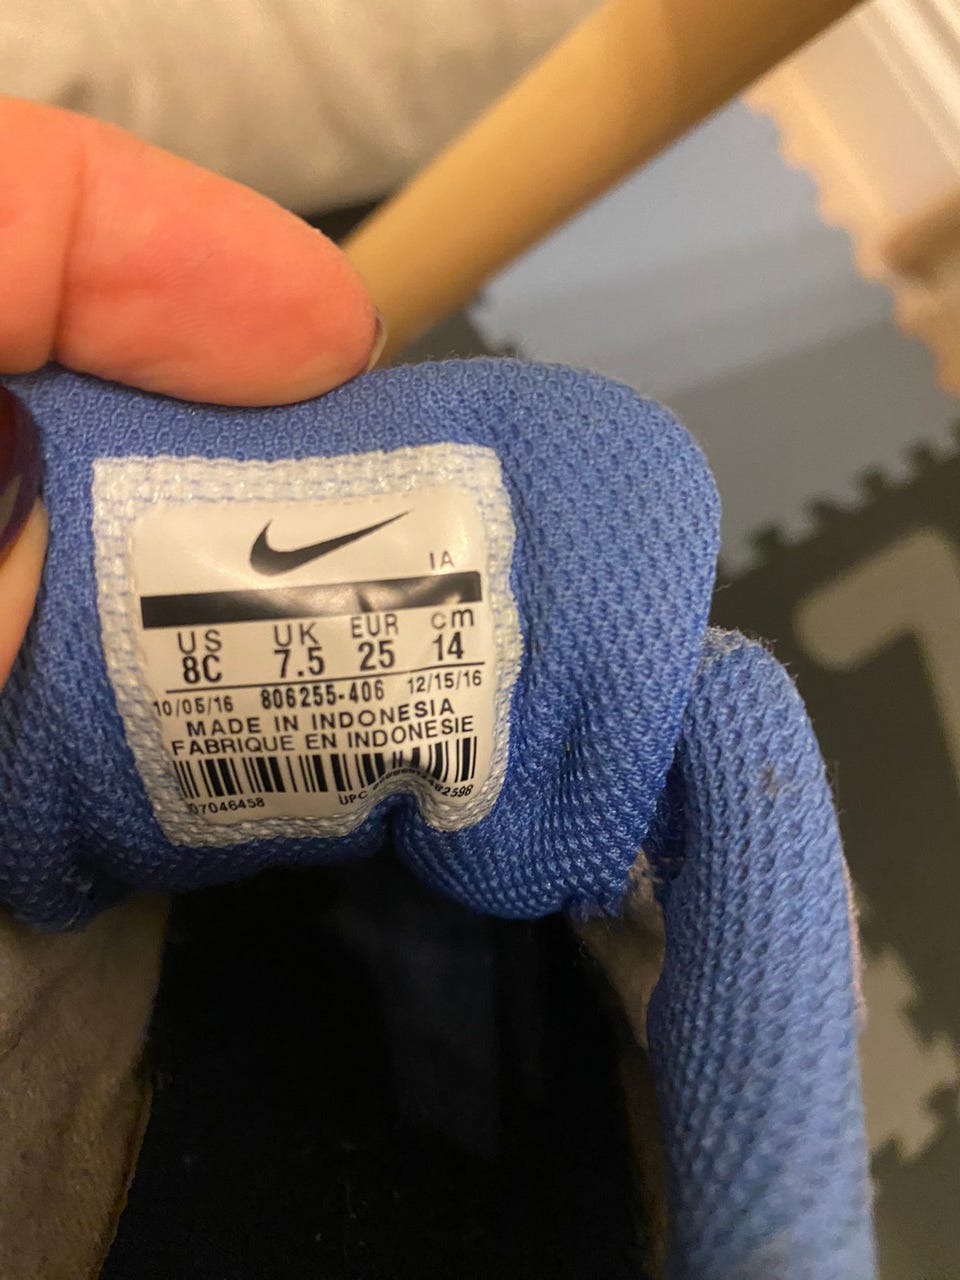 IA
US UK EUR cm
8C 7.5 25 14
10/05/16 806255-406 12/15/16
MADE IN INDONESIA
FABRIQUE EN INDONESIE
07046458 UPC